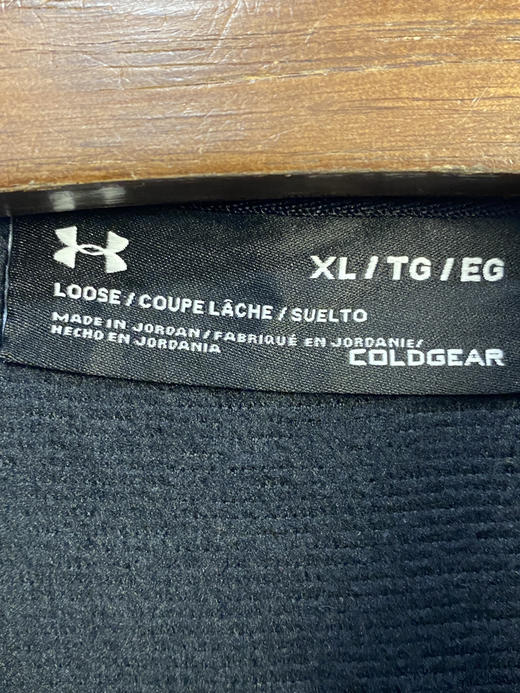 XL / TG / EG
LOOSE / COUPE LÂCHE / SUELTO
MADE IN JORDAN / FABRIQUÉ EN JORDANIE/
HECHO EN JORDANIA
COLDGEAR